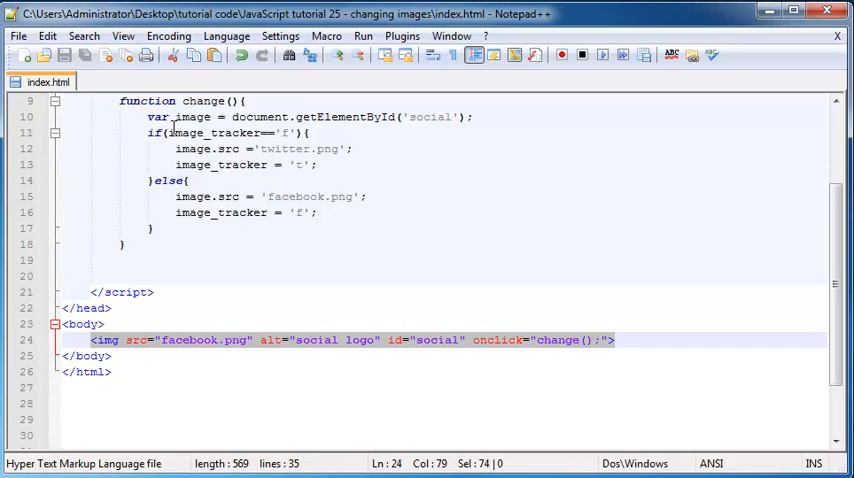 C:\Users\Administrator\Desktop\tutorial code\JavaScript tutorial 25 - changing images\index.html - Notepad++
File Edit Search View Encoding Language Settings Macro Run Plugins Window ? X
index.html
9 function change(){
10 var image = document.getElementById('social');
11 if(image_tracker=='f'){
12 image.src ='twitter.png';
13 image_tracker = 't';
14 }else{
15 image.src = 'facebook.png';
16 image_tracker = 'f';
17 }
18 }
19
20
21 </script>
22 </head>
23 <body>
24 <img src="facebook.png" alt="social logo" id="social" onclick="change();">
25 </body>
26 </html>
27
28
29
30
Hyper Text Markup Language file length : 569 lines : 35 Ln : 24 Col : 79 Sel : 74 | 0 Dos\Windows ANSI INS